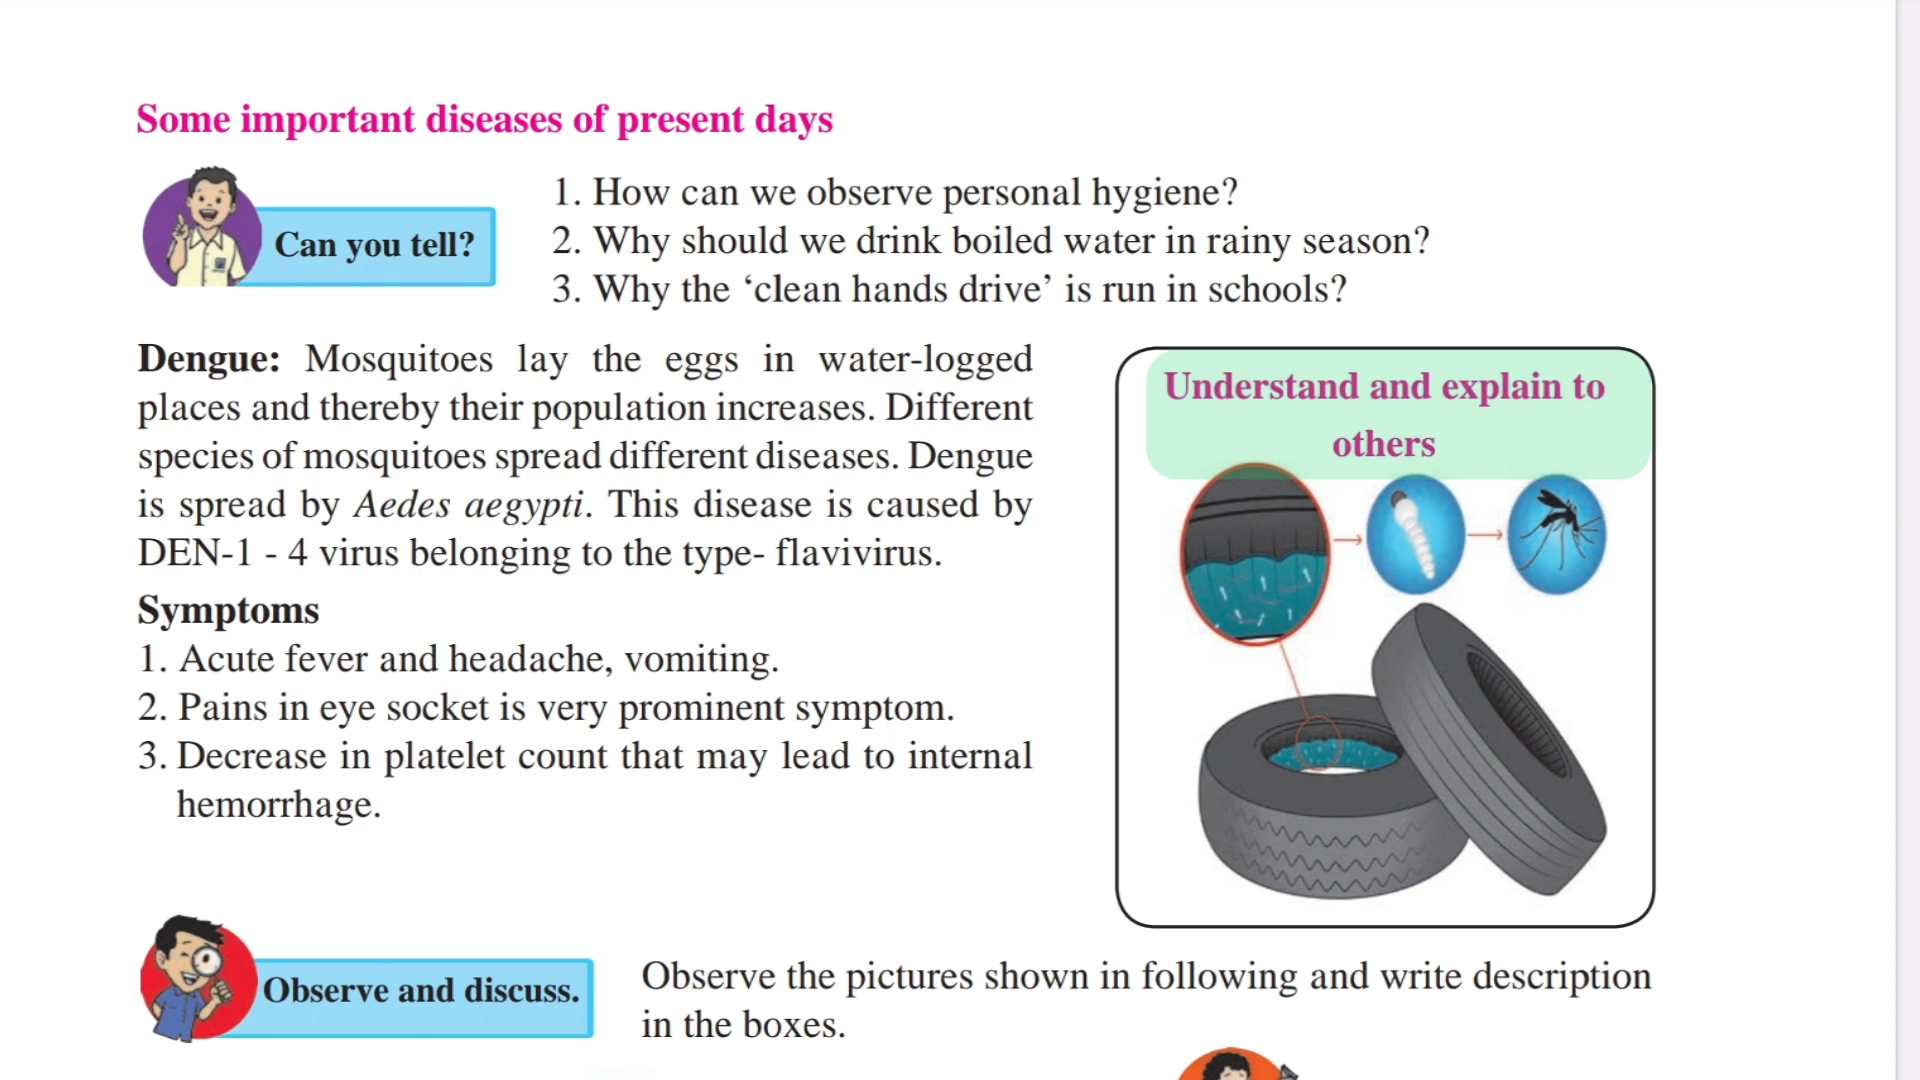 Some important diseases of present days
Can you tell?
1. How can we observe personal hygiene?
2. Why should we drink boiled water in rainy season?
3. Why the ‘clean hands drive’ is run in schools?
Dengue: Mosquitoes lay the eggs in water-logged
places and thereby their population increases. Different
species of mosquitoes spread different diseases. Dengue
is spread by Aedes aegypti. This disease is caused by
DEN-1 - 4 virus belonging to the type- flavivirus.
Symptoms
1. Acute fever and headache, vomiting.
2. Pains in eye socket is very prominent symptom.
3. Decrease in platelet count that may lead to internal
hemorrhage.
Understand and explain to
others
Observe and discuss.
Observe the pictures shown in following and write description
in the boxes.